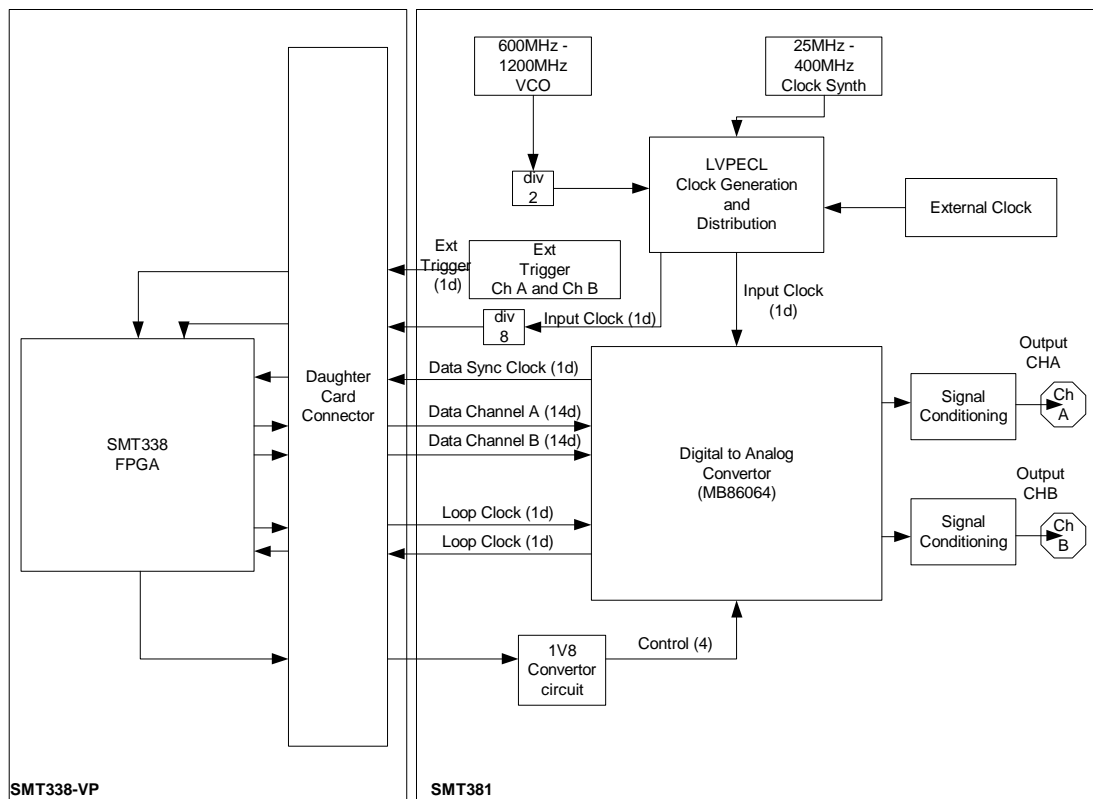 600MHz -
1200MHz
VCO
25MHz -
400MHz
Clock Synth
div
2
LVPECL
Clock Generation
and
Distribution
External Clock
Ext
Trigger
(1d)
Ext
Trigger
Ch A and Ch B
Input Clock
(1d)
div
8
Input Clock (1d)
Daughter
Card
Connector
SMT338
FPGA
Data Sync Clock (1d)
Data Channel A (14d)
Data Channel B (14d)
Loop Clock (1d)
Loop Clock (1d)
Digital to Analog
Convertor
(MB86064)
Signal
Conditioning
Output
CHA
Ch
A
Signal
Conditioning
Output
CHB
Ch
B
1V8
Convertor
circuit
Control (4)
SMT338-VP
SMT381